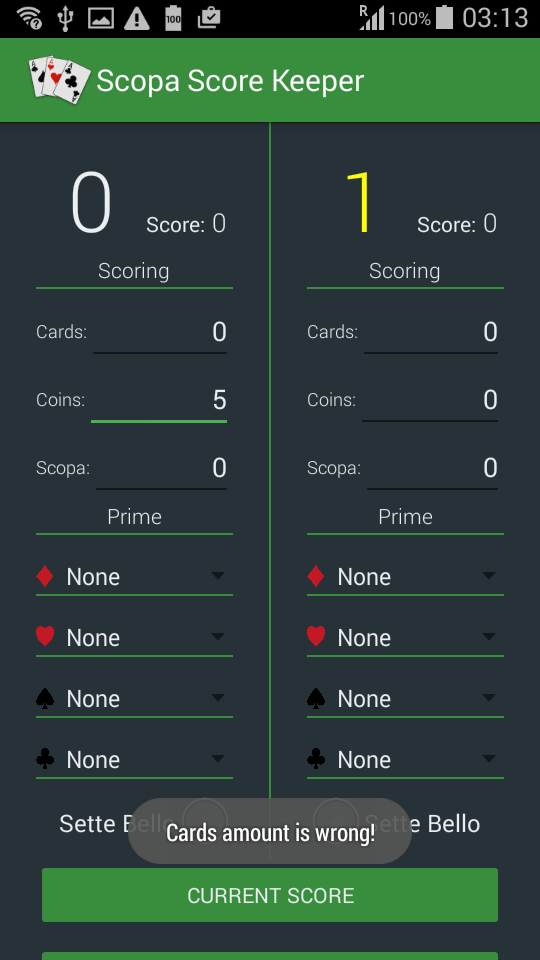 R 100% 03:13
100
Scopa Score Keeper
0 Score: 0
1 Score: 0
Scoring
Scoring
Cards: 0
Cards: 0
Coins: 5
Coins: 0
Scopa: 0
Scopa: 0
Prime
Prime
None
None
None
None
None
None
None
None
Sette Bello
Sette Bello
Cards amount is wrong!
CURRENT SCORE